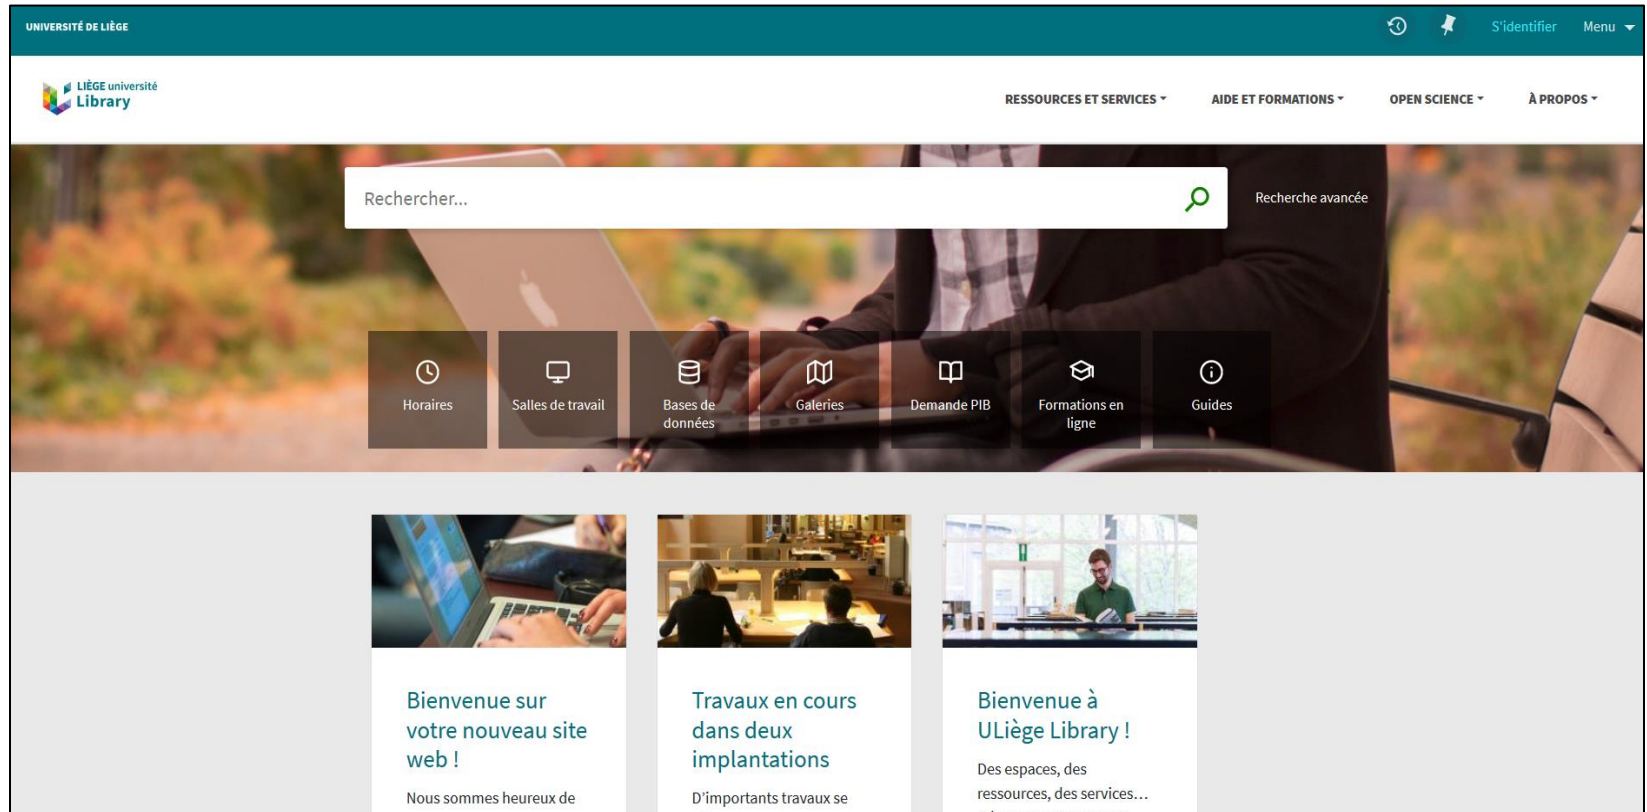 UNIVERSITÉ DE LIÈGE
S'identifier
Menu
LIÈGE université
Library
RESSOURCES ET SERVICES
AIDE ET FORMATIONS
OPEN SCIENCE
À PROPOS
Rechercher...
Recherche avancée
Horaires
Salles de travail
Bases de
données
Galeries
Demande PIB
Formations en
ligne
Guides
Bienvenue sur
votre nouveau site
web !
Nous sommes heureux de
Travaux en cours
dans deux
implantations
D'importants travaux se
Bienvenue à
ULiège Library !
Des espaces, des
ressources, des services…